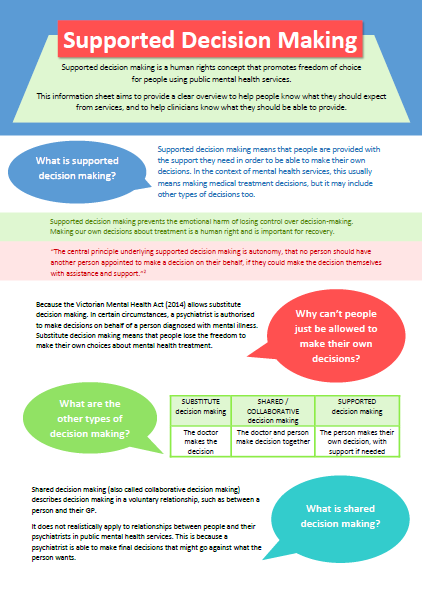 Supported Decision Making
Supported decision making is a human rights concept that promotes freedom of choice
for people using public mental health services.
This information sheet aims to provide a clear overview to help people know what they should expect
from services, and to help clinicians know what they should be able to provide.
What is supported
decision making?
Supported decision making means that people are provided with
the support they need in order to be able to make their own
decisions. In the context of mental health services, this usually
means making medical treatment decisions, but it may include
other types of decisions too.
Supported decision making prevents the emotional harm of losing control over decision-making.
Making our own decisions about treatment is a human right and is important for recovery.
"The central principle underlying supported decision making is autonomy, that no person should have
another person appointed to make a decision on their behalf, if they could make the decision themselves
with assistance and support."²
Because the Victorian Mental Health Act (2014) allows substitute
decision making. In certain circumstances, a psychiatrist is authorised
to make decisions on behalf of a person diagnosed with mental illness.
Substitute decision making means that people lose the freedom to
make their own choices about mental health treatment.
Why can't people
just be allowed to
make their own
decisions?
What are the
other types of
decision making?
SUBSTITUTE
decision making
SHARED /
COLLABORATIVE
decision making
SUPPORTED
decision making
The doctor
makes the
decision
The doctor and person
make decision together
The person makes their
own decision, with
support if needed
Shared decision making (also called collaborative decision making)
describes decision making in a voluntary relationship, such as between a
person and their GP.
It does not realistically apply to relationships between people and their
psychiatrists in public mental health services. This is because a
psychiatrist is able to make final decisions that might go against what the
person wants.
What is shared
decision making?